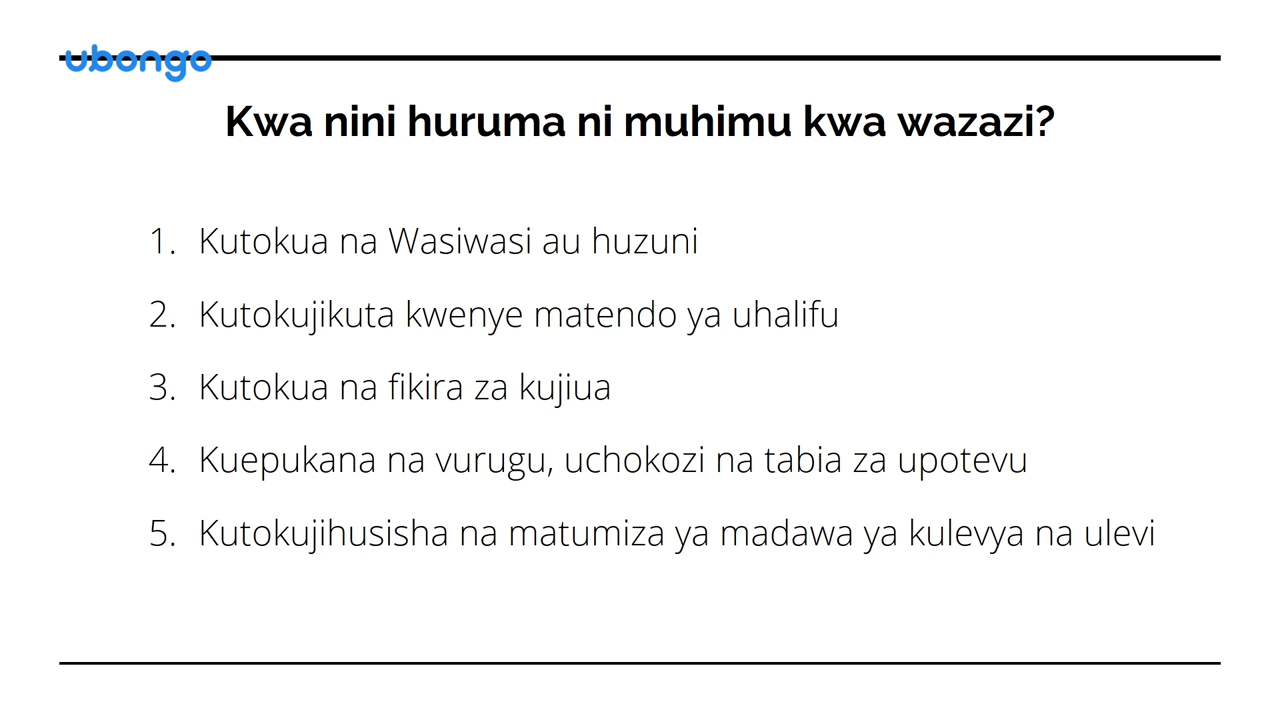 ubongo
Kwa nini huruma ni muhimu kwa wazazi?
1. Kutokua na Wasiwasi au huzuni
2. Kutokujikuta kwenye matendo ya uhalifu
3. Kutokua na fikira za kujiua
4. Kuepukana na vurugu, uchokozi na tabia za upotevu
5. Kutokujihusisha na matumiza ya madawa ya kulevya na ulevi